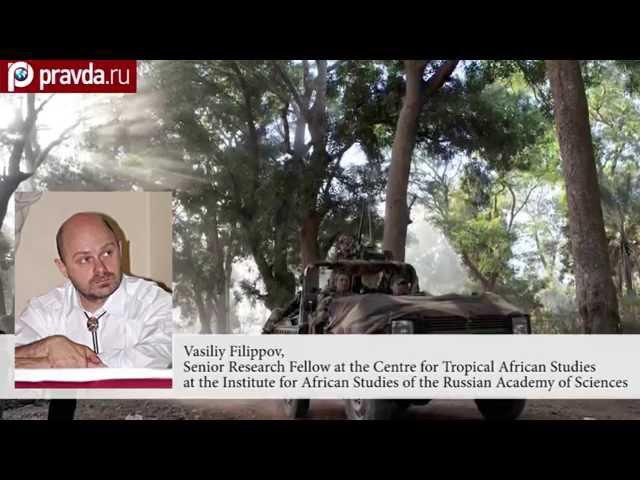 pravda.ru
Vasiliy Filippov,
Senior Research Fellow at the Centre for Tropical African Studies
at the Institute for African Studies of the Russian Academy of Sciences